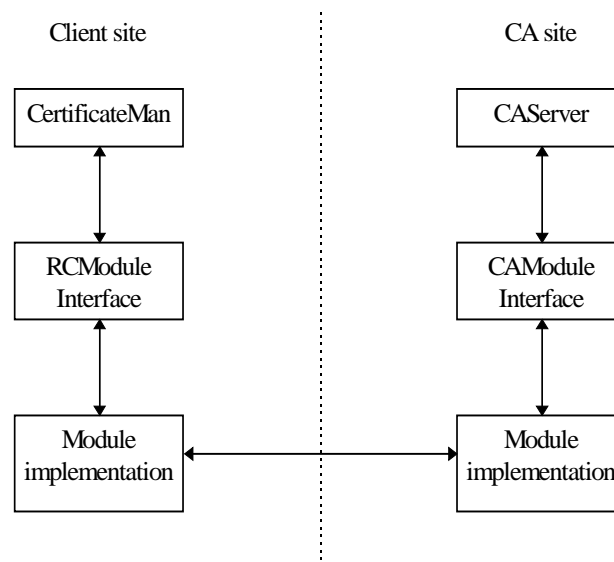 Client site
CA site
CertificateMan
CAServer
RCModule
Interface
CAModule
Interface
Module
implementation
Module
implementation